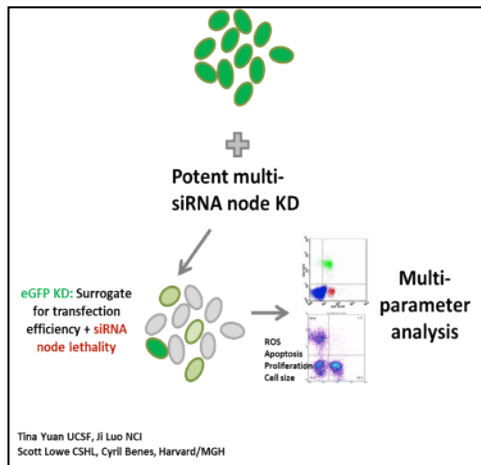 Potent multi-
siRNA node KD
eGFP KD: Surrogate
for transfection
efficiency + siRNA
node lethality
ROS
Apoptosis
Proliferation
Cell size
Multi-
parameter
analysis
Tina Yuan UCSF, Ji Luo NCI
Scott Lowe CSHL, Cyril Benes, Harvard/MGH